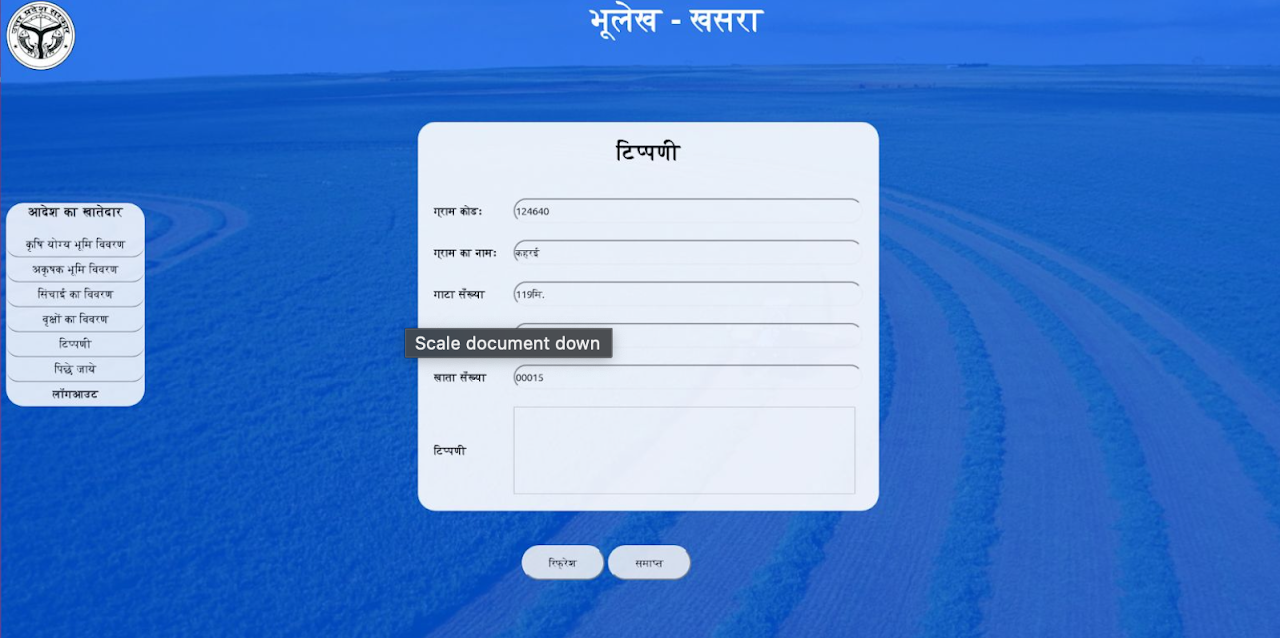 उत्तर प्रदेश सरकार
भूलेख - खसरा
आदेश का खातेदार
कृषि योग्य भूमि विवरण
अकृषक भूमि विवरण
सिंचाई का विवरण
वृक्षों का विवरण
टिप्पणी
पिछे जाये
लॉगआउट
टिप्पणी
ग्राम कोड: 124640
ग्राम का नाम: कहरई
गाटा सँख्या 119मि.
Scale document down
खाता सँख्या 00015
टिप्पणी
रिफ्रेश समाप्त